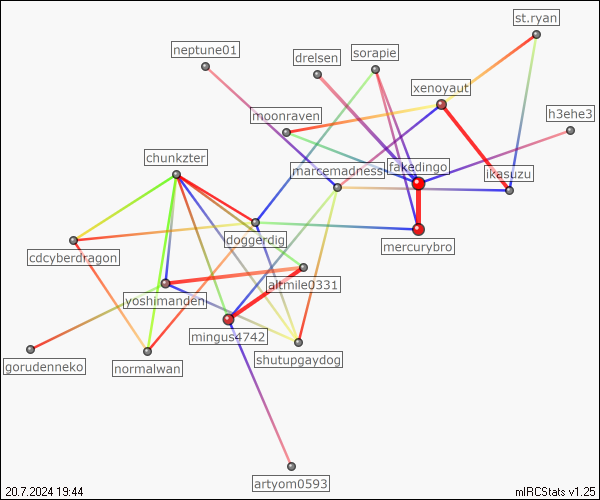 st.ryan
neptune01
drelsen
sorapie
xenoyaut
moonraven
h3ehe3
chunkzter
marcemadness
fakedingo
ikasuzu
doggerdig
mercurybro
cdcyberdragon
altmile0331
yoshimanden
mingus4742
shutupgaydog
gorudenneko
normalwan
artyom0593
20.7.2024 19:44
mIRCStats v1.25